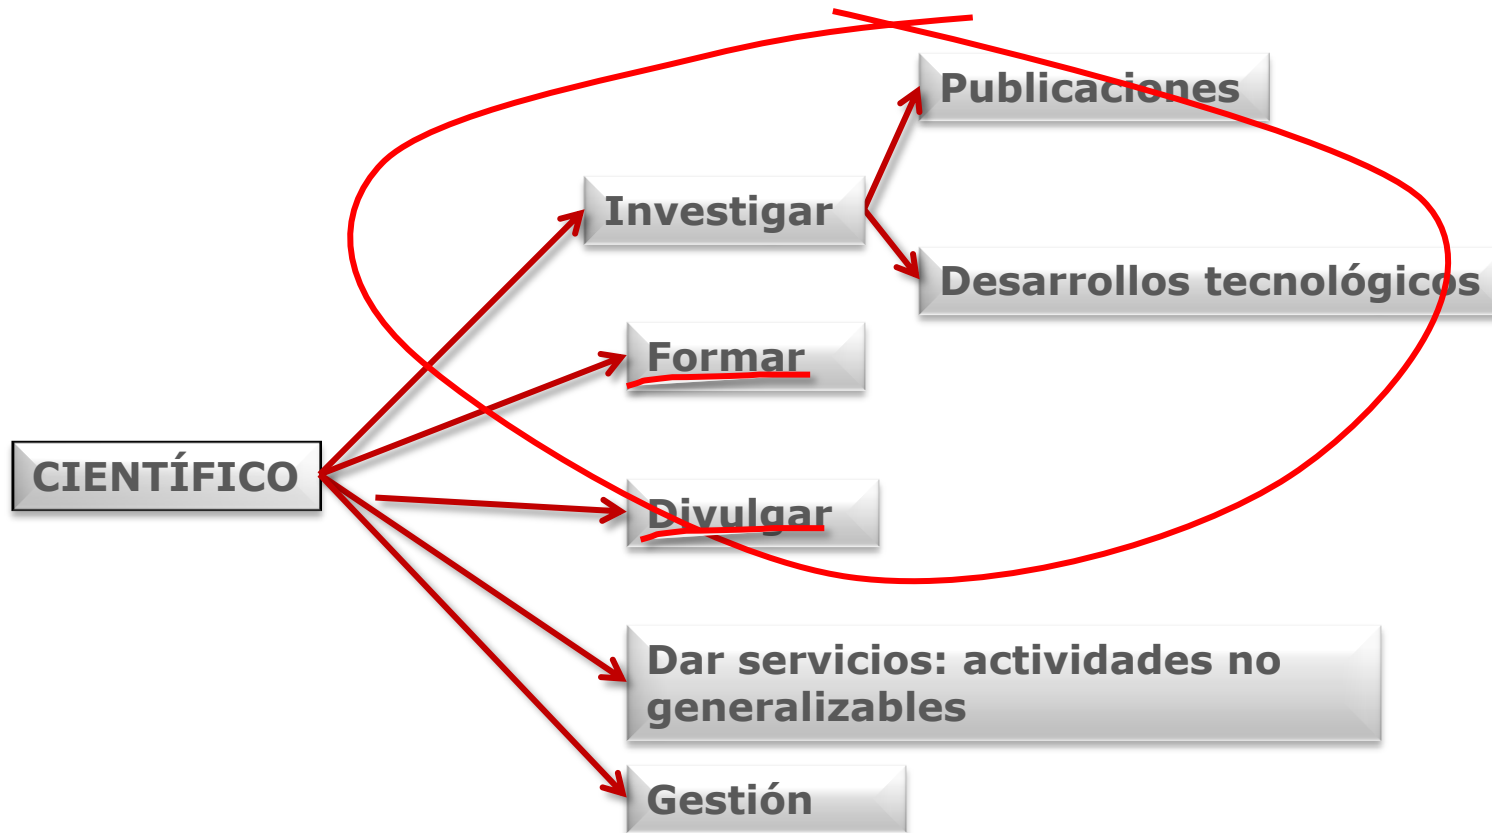 Publicaciones
Investigar
Desarrollos tecnológicos
Formar
CIENTÍFICO
Divulgar
Dar servicios: actividades no
generalizables
Gestión